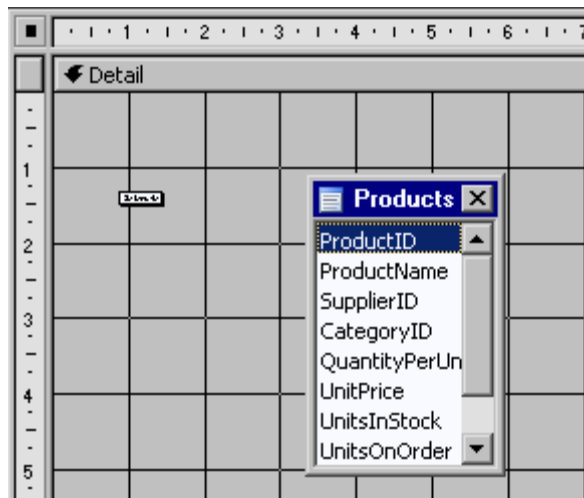 1 2 3 4 5 6 7
Detail
1
2
3
4
5
Products
ProductID
ProductName
SupplierID
CategoryID
QuantityPerUn
UnitPrice
UnitsInStock
UnitsOnOrder